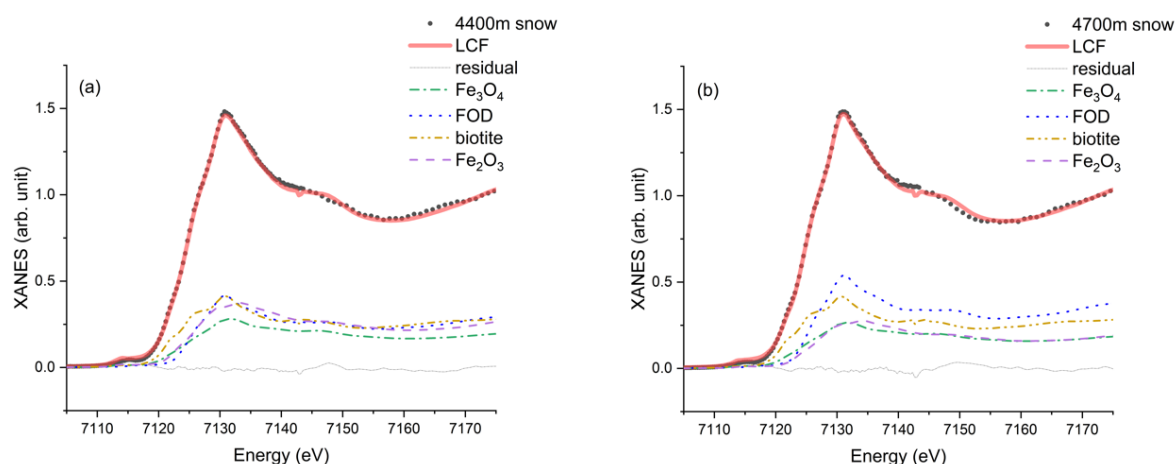 4400m snow
LCF
residual
Fe₃O₄
FOD
biotite
Fe₂O₃
(a)
XANES (arb. unit)
1.5
1.0
0.5
0.0
7110 7120 7130 7140 7150 7160 7170
Energy (eV)
4700m snow
LCF
residual
Fe₃O₄
FOD
biotite
Fe₂O₃
(b)
XANES (arb. unit)
1.5
1.0
0.5
0.0
7110 7120 7130 7140 7150 7160 7170
Energy (eV)